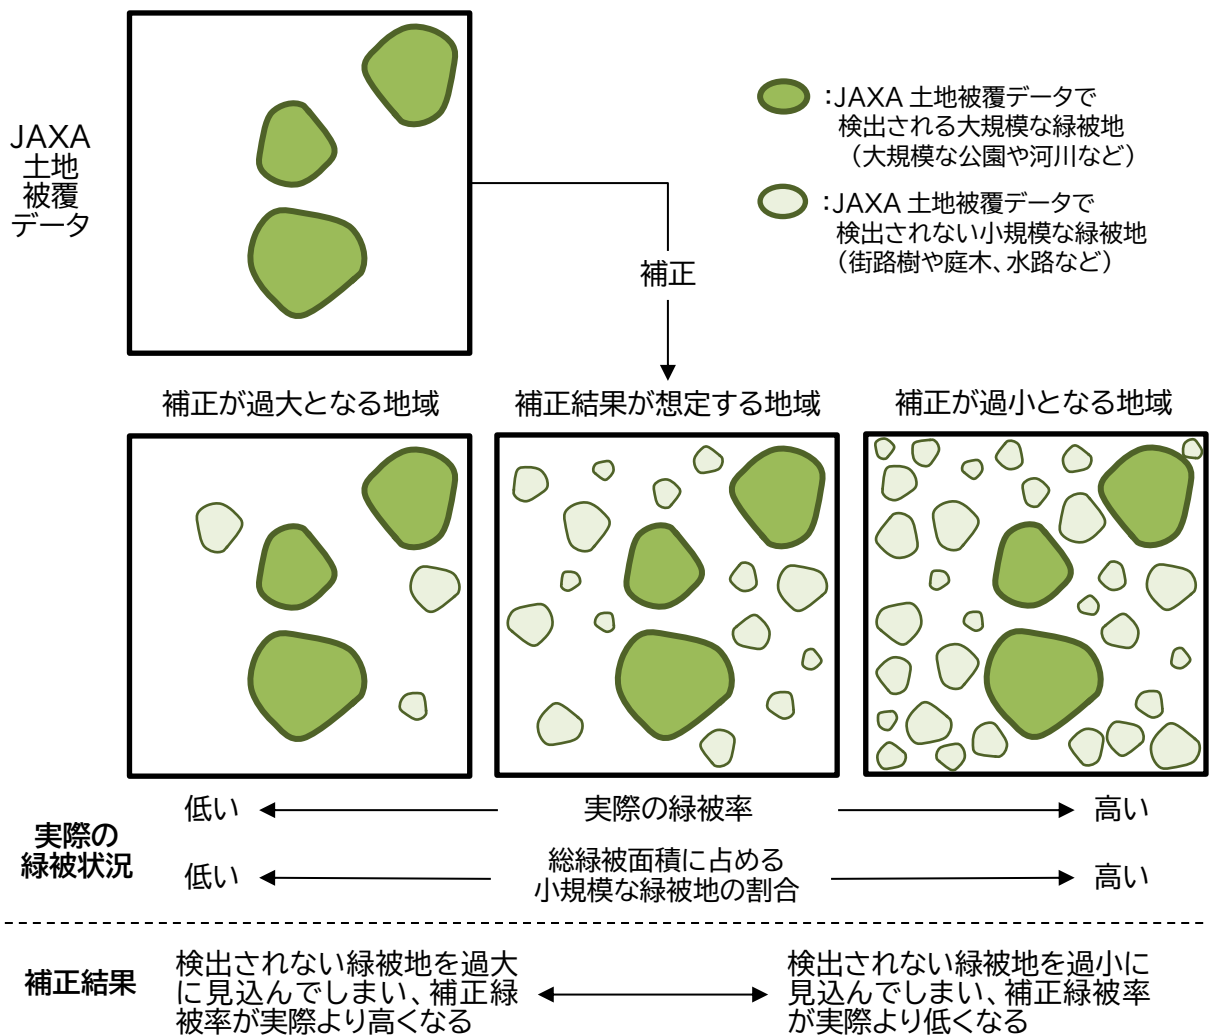 JAXA
土地
被覆
データ
：JAXA 土地被覆データで
検出される大規模な緑被地
（大規模な公園や河川など）
：JAXA 土地被覆データで
検出されない小規模な緑被地
（街路樹や庭木、水路など）
補正
補正が過大となる地域
補正結果が想定する地域
補正が過小となる地域
実際の
緑被状況
低い
実際の緑被率
高い
低い
総緑被面積に占める
小規模な緑被地の割合
高い
補正結果
検出されない緑被地を過大
に見込んでしまい、補正緑
被率が実際より高くなる
検出されない緑被地を過小に
見込んでしまい、補正緑被率
が実際より低くなる